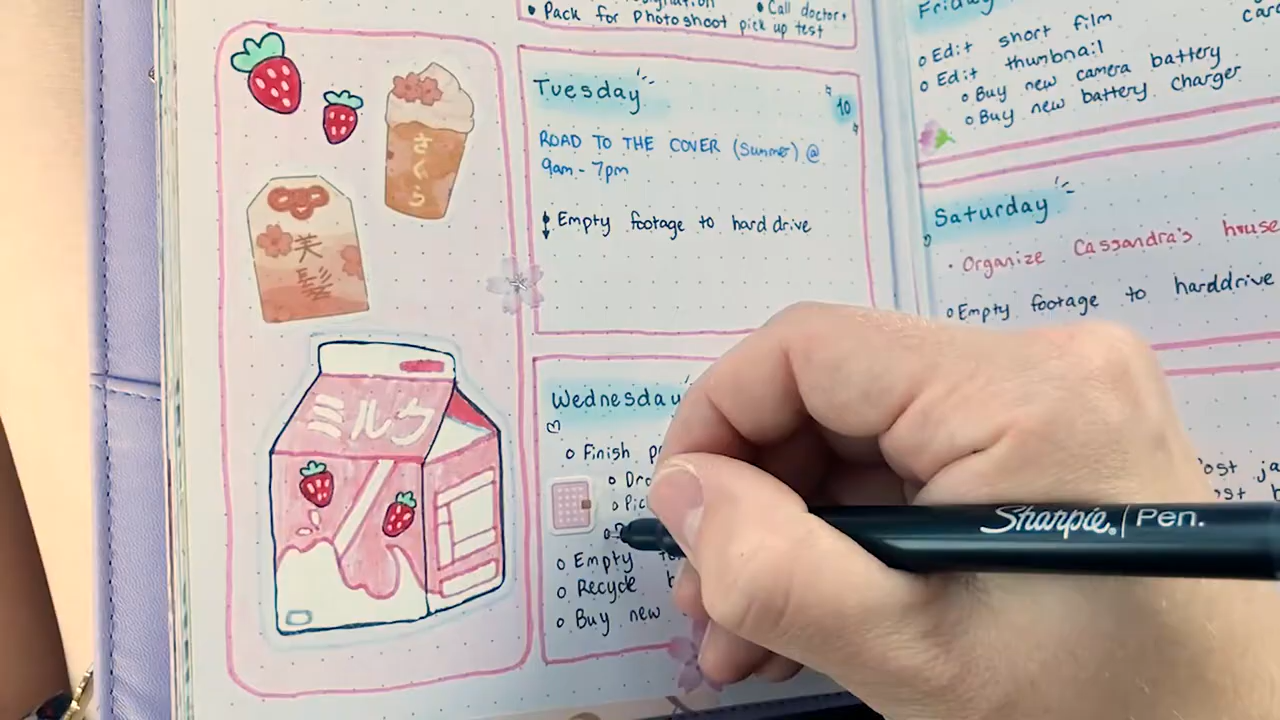 • Call doctor
• Pack for photoshoot pick up test
Tuesday
10
ROAD TO THE COVER (Summer) @
9am - 7pm
Empty footage to hard drive
Wednesday
Finish
Empty
Recycle
Buy new
さくら
美
髪
ミルク
Friday
Edit short film
Edit thumbnail
Buy new camera battery
Buy new battery charger
Saturday
• Organize Cassandra's house
Empty footage to harddrive
Sharpie. | Pen.